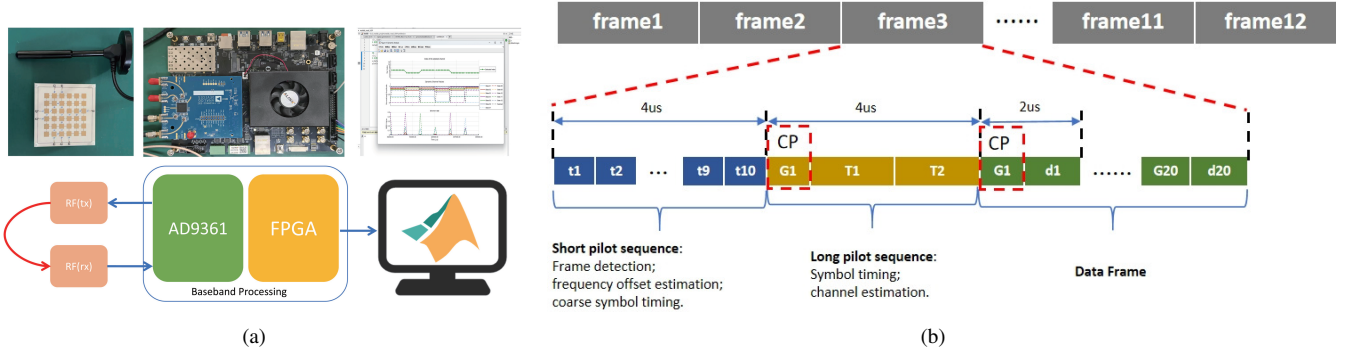 RF(tx)
RF(rx)
AD9361
FPGA
Baseband Processing
(a)
frame1 frame2 frame3 ...... frame11 frame12
4us 4us 2us
CP CP
t1 t2 ... t9 t10 G1 T1 T2 G1 d1 ...... G20 d20
Short pilot sequence:
Frame detection;
frequency offset estimation;
coarse symbol timing.
Long pilot sequence:
Symbol timing;
channel estimation.
Data Frame
(b)